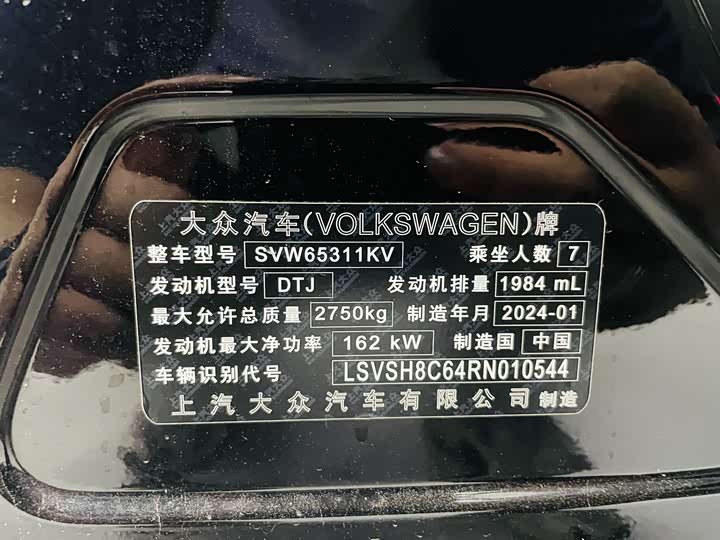 大众汽车(VOLKSWAGEN)牌
整车型号 SVW65311KV 乘坐人数 7
发动机型号 DTJ 发动机排量 1984 mL
最大允许总质量 2750kg 制造年月 2024-01
发动机最大净功率 162 kW 制造国 中国
车辆识别代号 LSVSH8C64RN010544
上汽大众汽车有限公司 制造